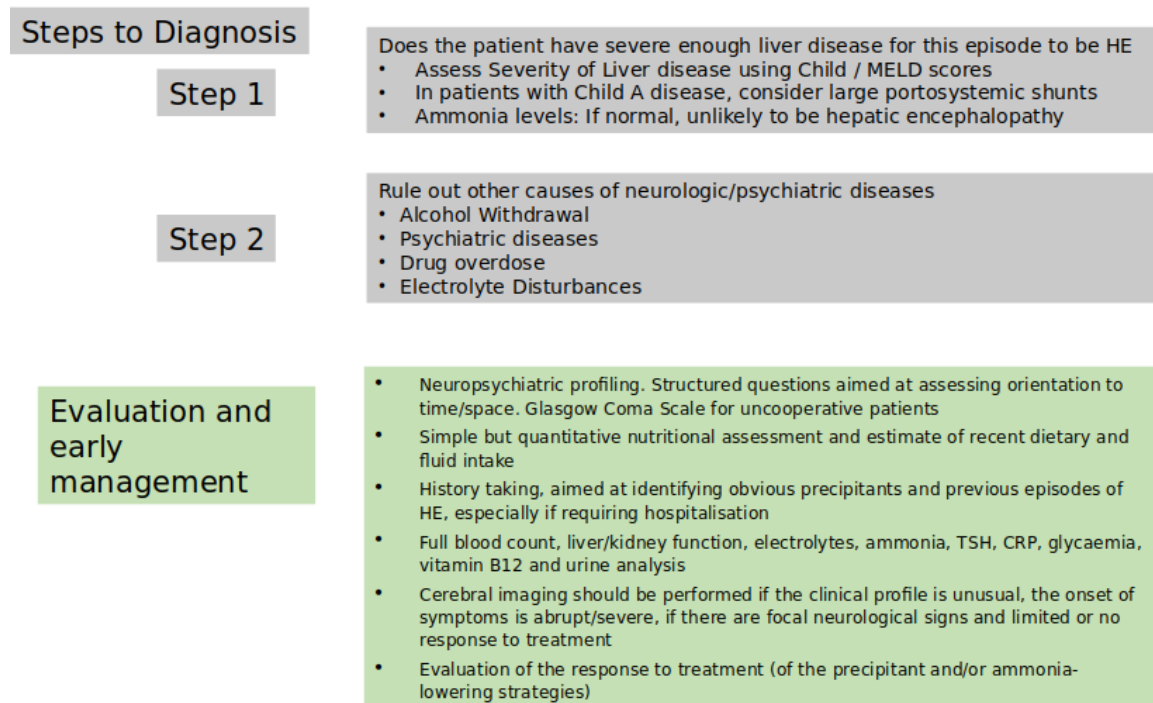 Steps to Diagnosis
Step 1
Does the patient have severe enough liver disease for this episode to be HE
• Assess Severity of Liver disease using Child / MELD scores
• In patients with Child A disease, consider large portosystemic shunts
• Ammonia levels: If normal, unlikely to be hepatic encephalopathy
Step 2
Rule out other causes of neurologic/psychiatric diseases
• Alcohol Withdrawal
• Psychiatric diseases
• Drug overdose
• Electrolyte Disturbances
Evaluation and
early
management
• Neuropsychiatric profiling. Structured questions aimed at assessing orientation to
time/space. Glasgow Coma Scale for uncooperative patients
• Simple but quantitative nutritional assessment and estimate of recent dietary and
fluid intake
• History taking, aimed at identifying obvious precipitants and previous episodes of
HE, especially if requiring hospitalisation
• Full blood count, liver/kidney function, electrolytes, ammonia, TSH, CRP, glycaemia,
vitamin B12 and urine analysis
• Cerebral imaging should be performed if the clinical profile is unusual, the onset of
symptoms is abrupt/severe, if there are focal neurological signs and limited or no
response to treatment
• Evaluation of the response to treatment (of the precipitant and/or ammonia-
lowering strategies)